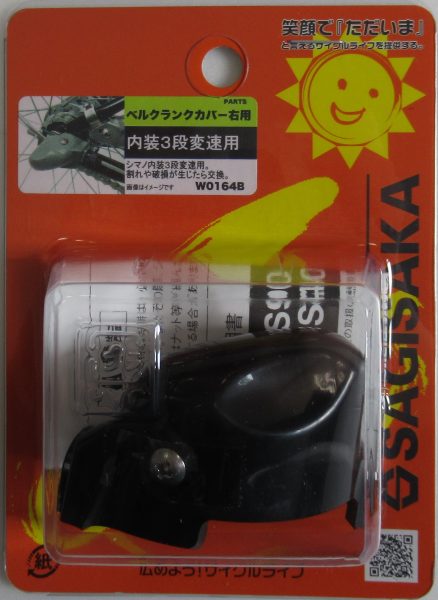 笑顔で『ただいま』
と言えるサイクルライフを提供する。
PARTS
ベルクランクカバー右用
内装3段変速用
シマノ内装3段変速用。
割れや破損が生じたら交換。
画像はイメージです
W0164B
SAGISAKA
紙
広めよう!サイクルライフ